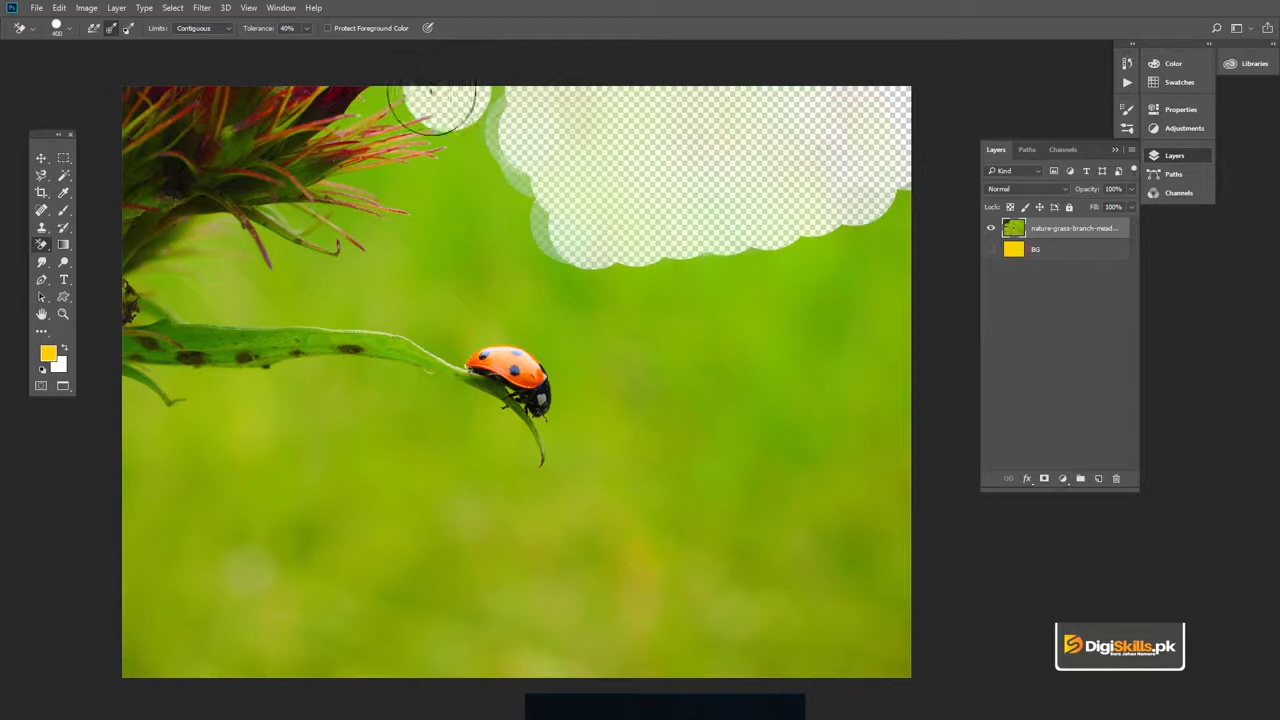 Ps File Edit Image Layer Type Select Filter 3D View Window Help
400 Limits: Contiguous Tolerance: 40% Protect Foreground Color
Color
Libraries
Swatches
Properties
Adjustments
Layers
Paths
Channels
Layers Paths Channels
Kind
Normal Opacity: 100%
Lock: Fill: 100%
nature-grass-branch-mead...
BG
DigiSkills.pk